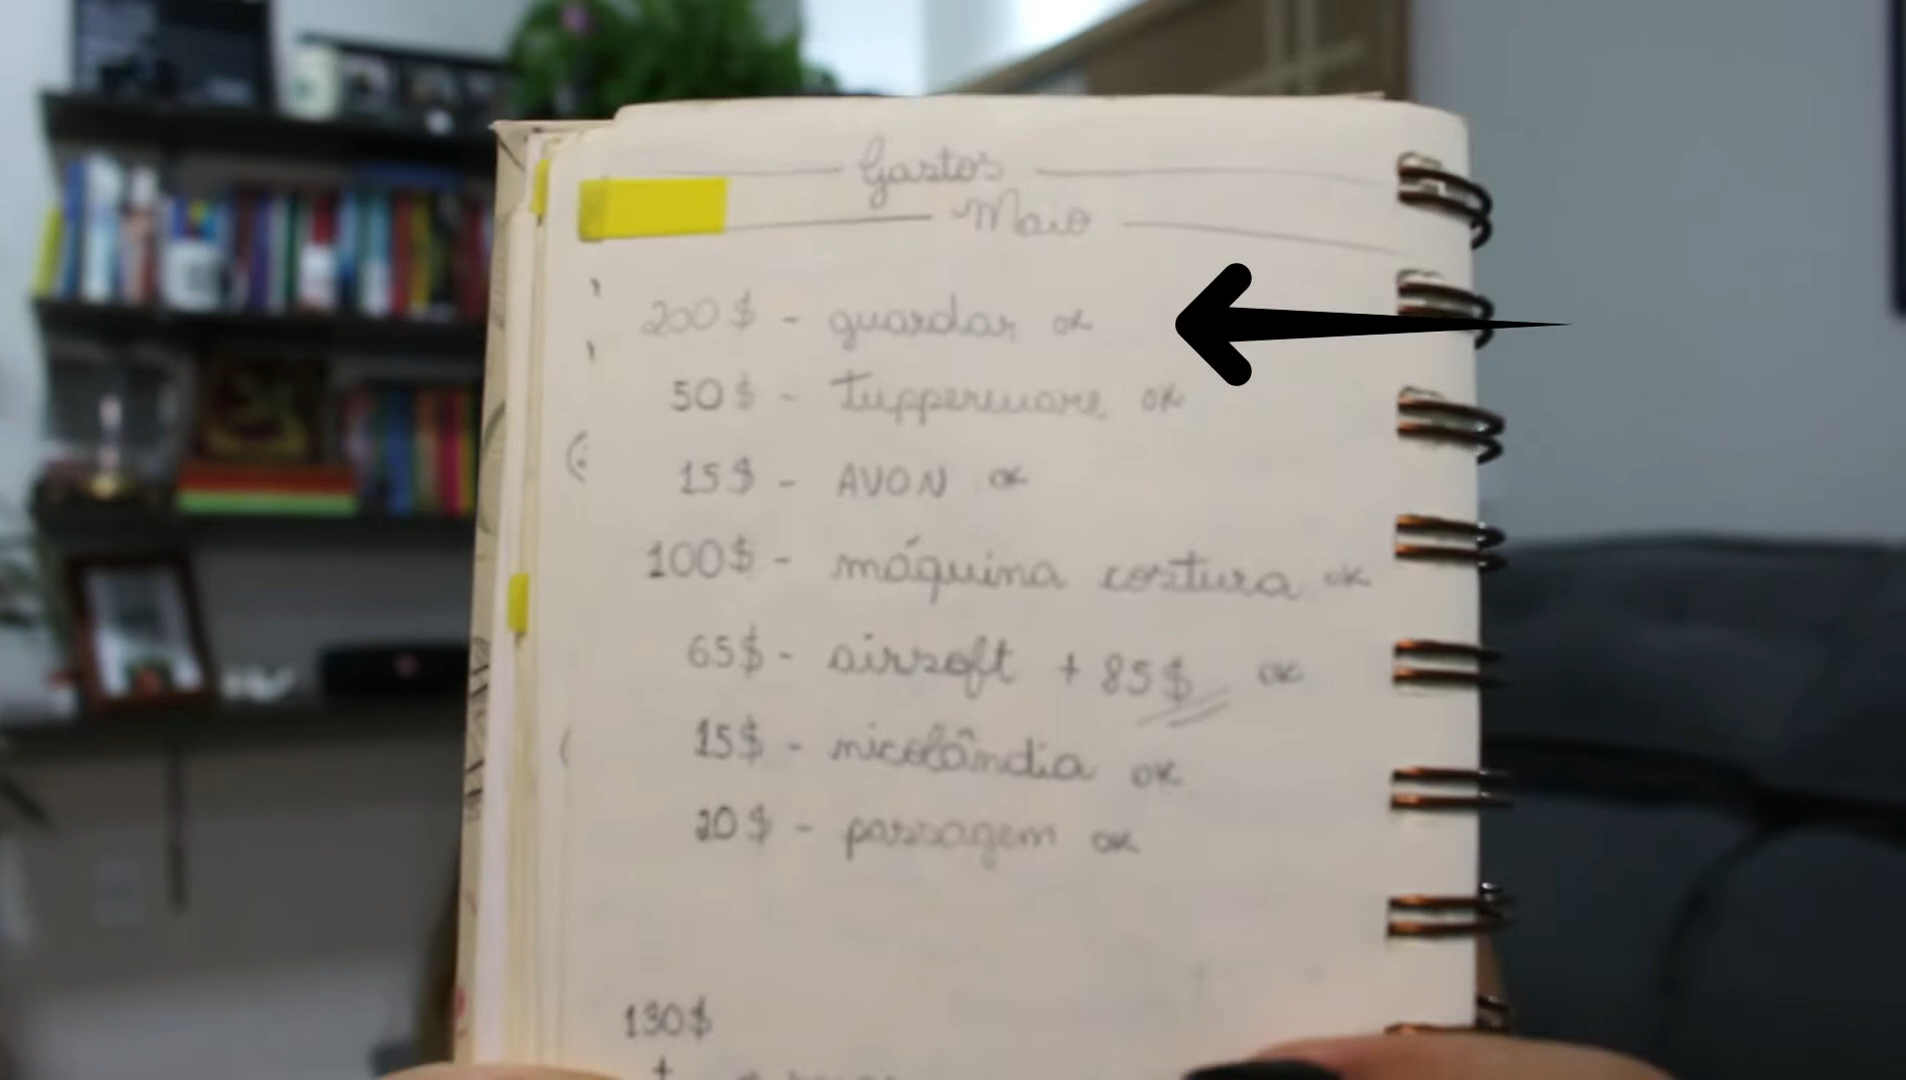 Gastos
Maio
200$ - guardar ok
50$ - tupperware ok
15$ - AVON ok
100$ - máquina costura ok
65$ - airsoft + 85$ ok
15$ - nicolândia ok
20$ - passagem ok
130$
+